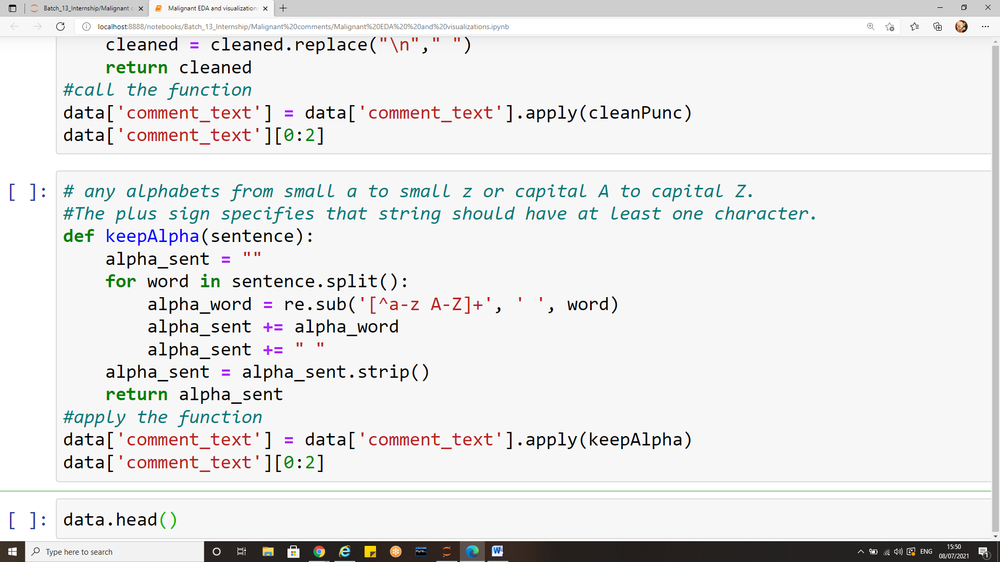 Batch_13_Internship/Malignant c
Malignant EDA and visualization
localhost:8888/notebooks/Batch_13_Internship/Malignant%20comments/Malignant%20EDA%20%20and%20visualizations.ipynb
    cleaned = cleaned.replace("\n"," ")
    return cleaned
#call the function
data['comment_text'] = data['comment_text'].apply(cleanPunc)
data['comment_text'][0:2]
[ ]:
# any alphabets from small a to small z or capital A to capital Z.
#The plus sign specifies that string should have at least one character.
def keepAlpha(sentence):
    alpha_sent = ""
    for word in sentence.split():
        alpha_word = re.sub('[^a-z A-Z]+', ' ', word)
        alpha_sent += alpha_word
        alpha_sent += " "
    alpha_sent = alpha_sent.strip()
    return alpha_sent
#apply the function
data['comment_text'] = data['comment_text'].apply(keepAlpha)
data['comment_text'][0:2]
[ ]:
data.head()
Type here to search
MySQL
W
ENG
15:50
08/07/2021
1